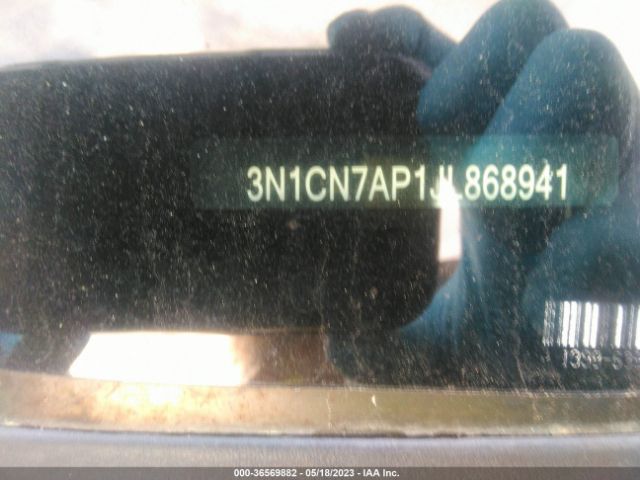 3N1CN7AP1JL868941
000-36569882 - 05/18/2023 - IAA Inc.